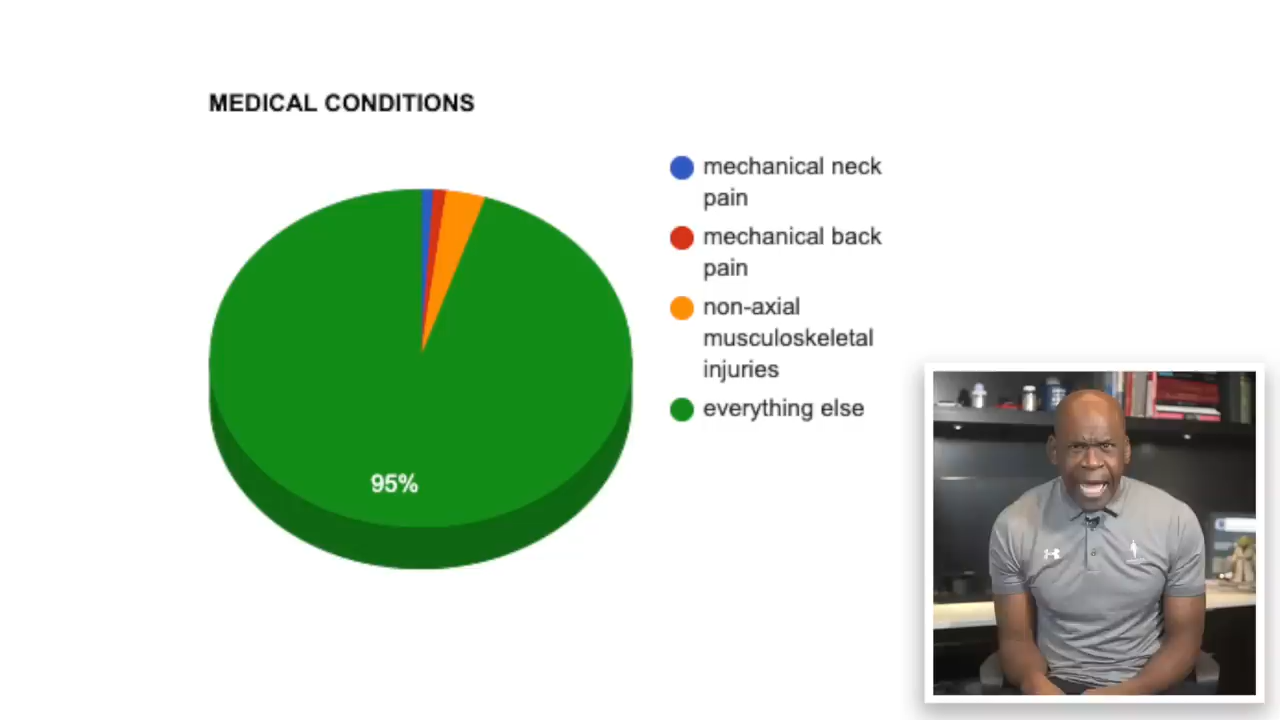 MEDICAL CONDITIONS
mechanical neck
pain
mechanical back
pain
non-axial
musculoskeletal
injuries
everything else
95%